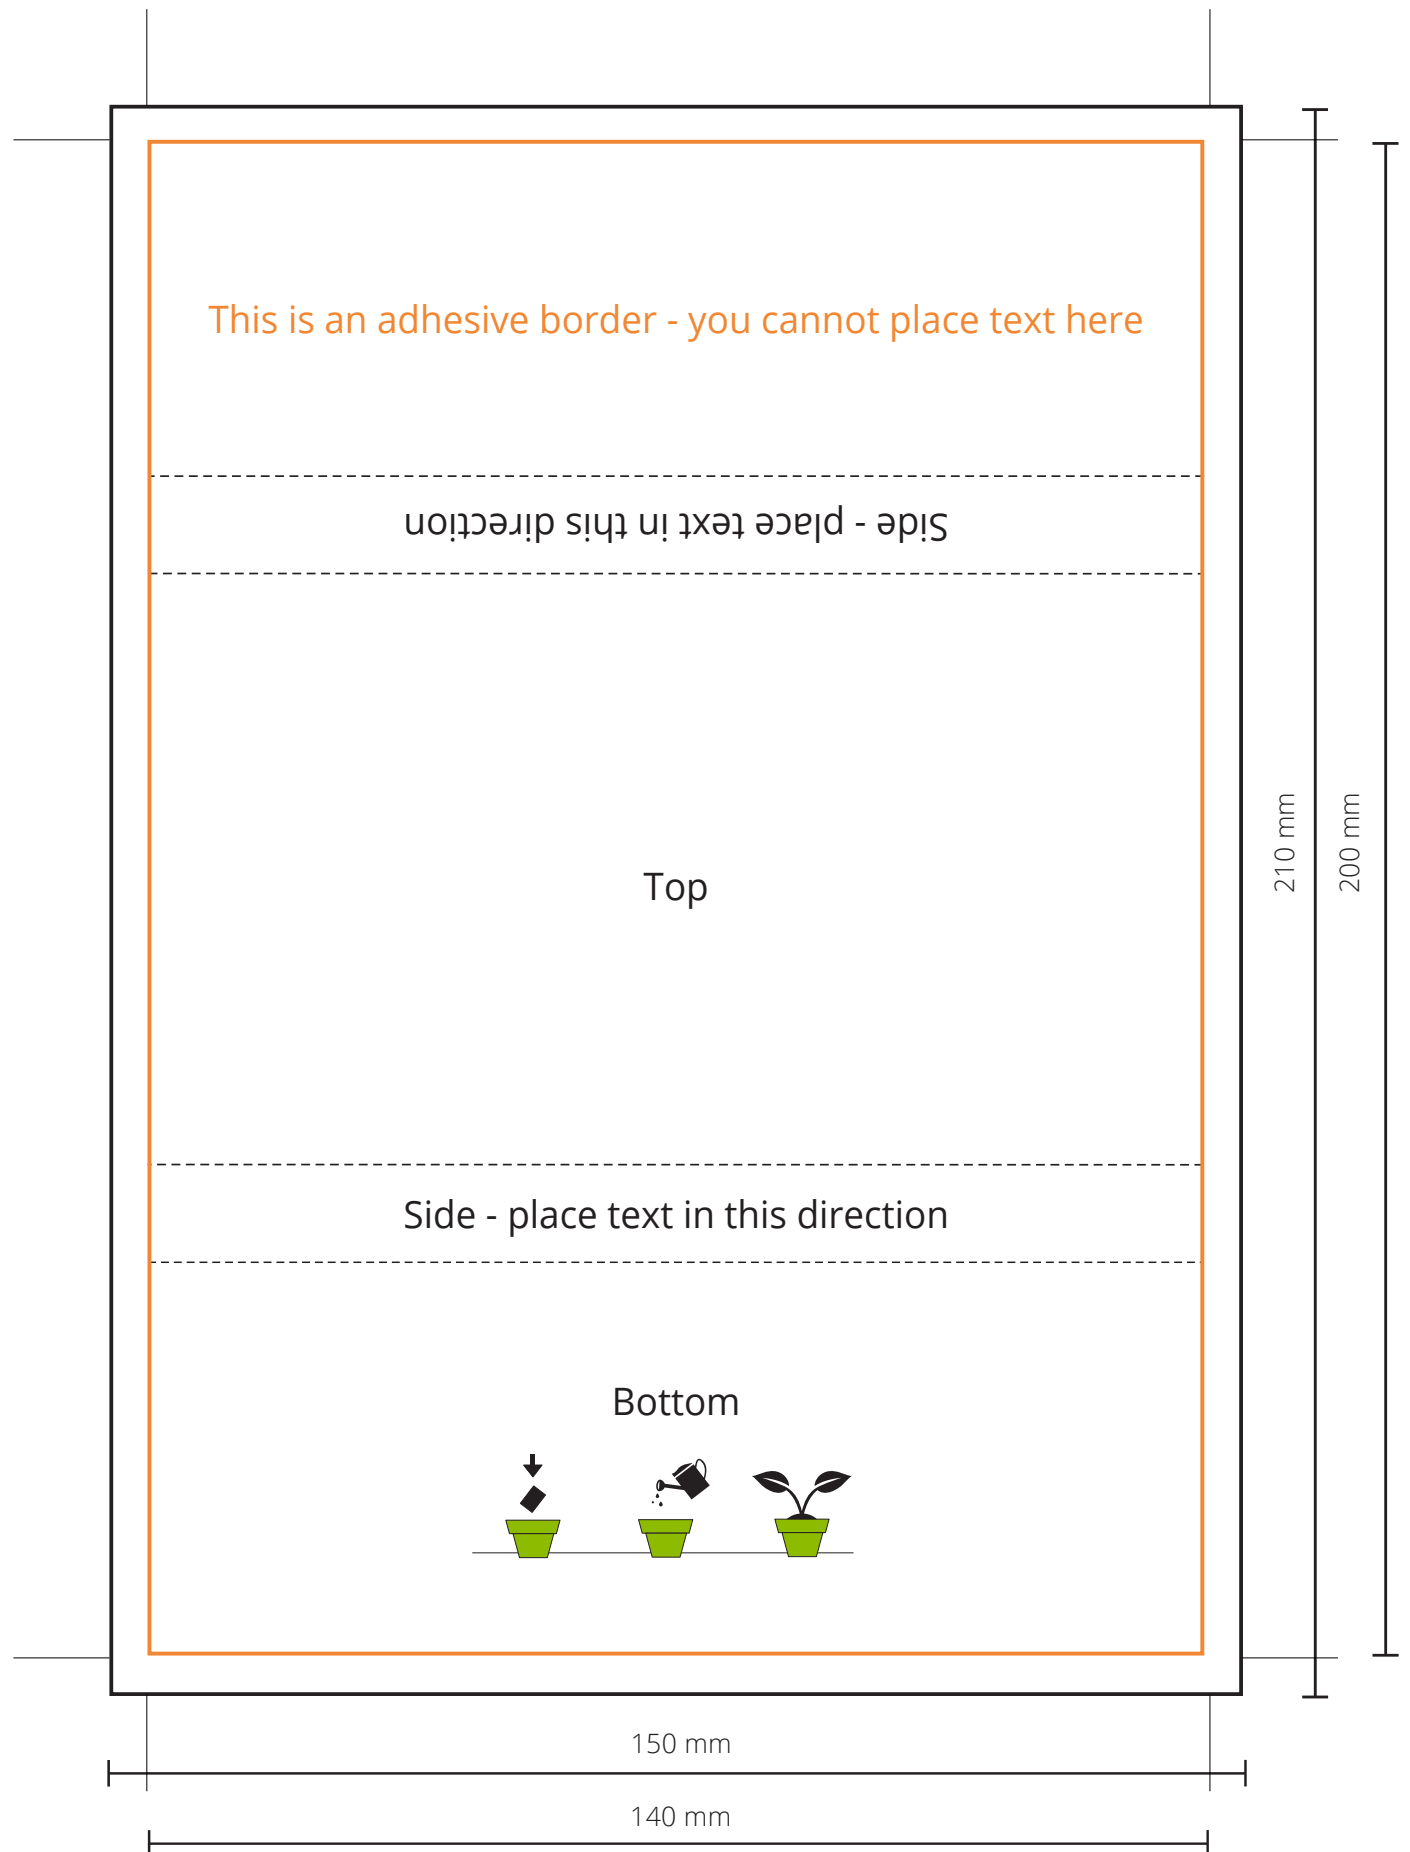 This is an adhesive border - you cannot place text here
Side - place text in this direction
Top
210 mm
200 mm
Side - place text in this direction
Bottom
150 mm
140 mm